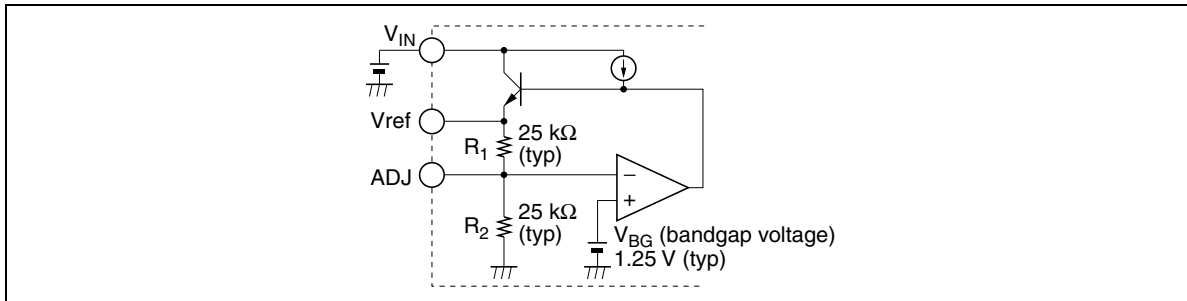 V_IN
Vref
R_1 25 kΩ
(typ)
ADJ
−
+
R_2 25 kΩ
(typ)
V_BG (bandgap voltage)
1.25 V (typ)